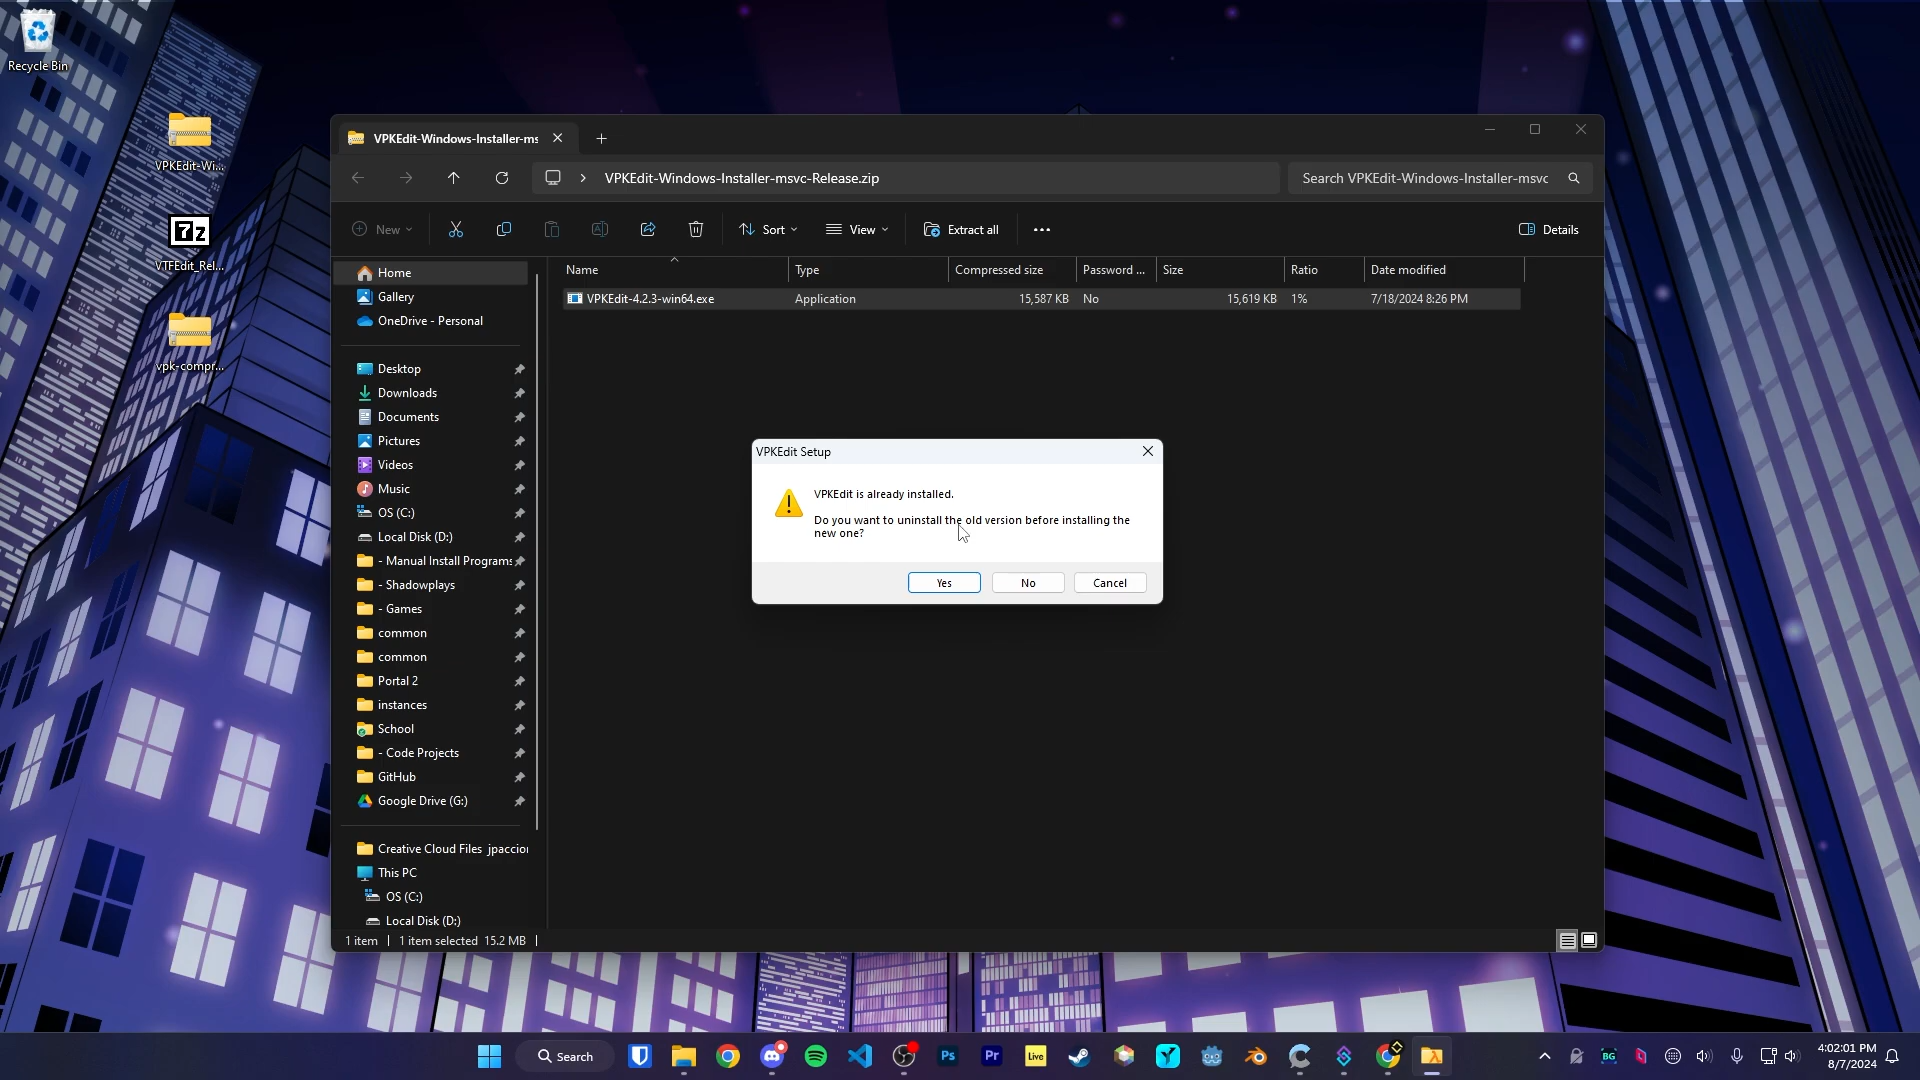 Recycle Bin
VPKEdit-Wi...
VTFEdit_Rel...
vpk-compr...
VPKEdit-Windows-Installer-ms
VPKEdit-Windows-Installer-msvc-Release.zip
Search VPKEdit-Windows-Installer-msvc
New
Sort
View
Extract all
Details
Name
Type
Compressed size
Password ...
Size
Ratio
Date modified
VPKEdit-4.2.3-win64.exe
Application
15,587 KB
No
15,619 KB
1%
7/18/2024 8:26 PM
Home
Gallery
OneDrive - Personal
Desktop
Downloads
Documents
Pictures
Videos
Music
OS (C:)
Local Disk (D:)
- Manual Install Programs
- Shadowplays
- Games
common
common
Portal 2
instances
School
- Code Projects
GitHub
Google Drive (G:)
Creative Cloud Files jpaccior
This PC
OS (C:)
Local Disk (D:)
1 item
1 item selected 15.2 MB
VPKEdit Setup
VPKEdit is already installed.
Do you want to uninstall the old version before installing the
new one?
Yes
No
Cancel
7z
Search
Ps
Pr
Live
BG
4:02:01 PM
8/7/2024